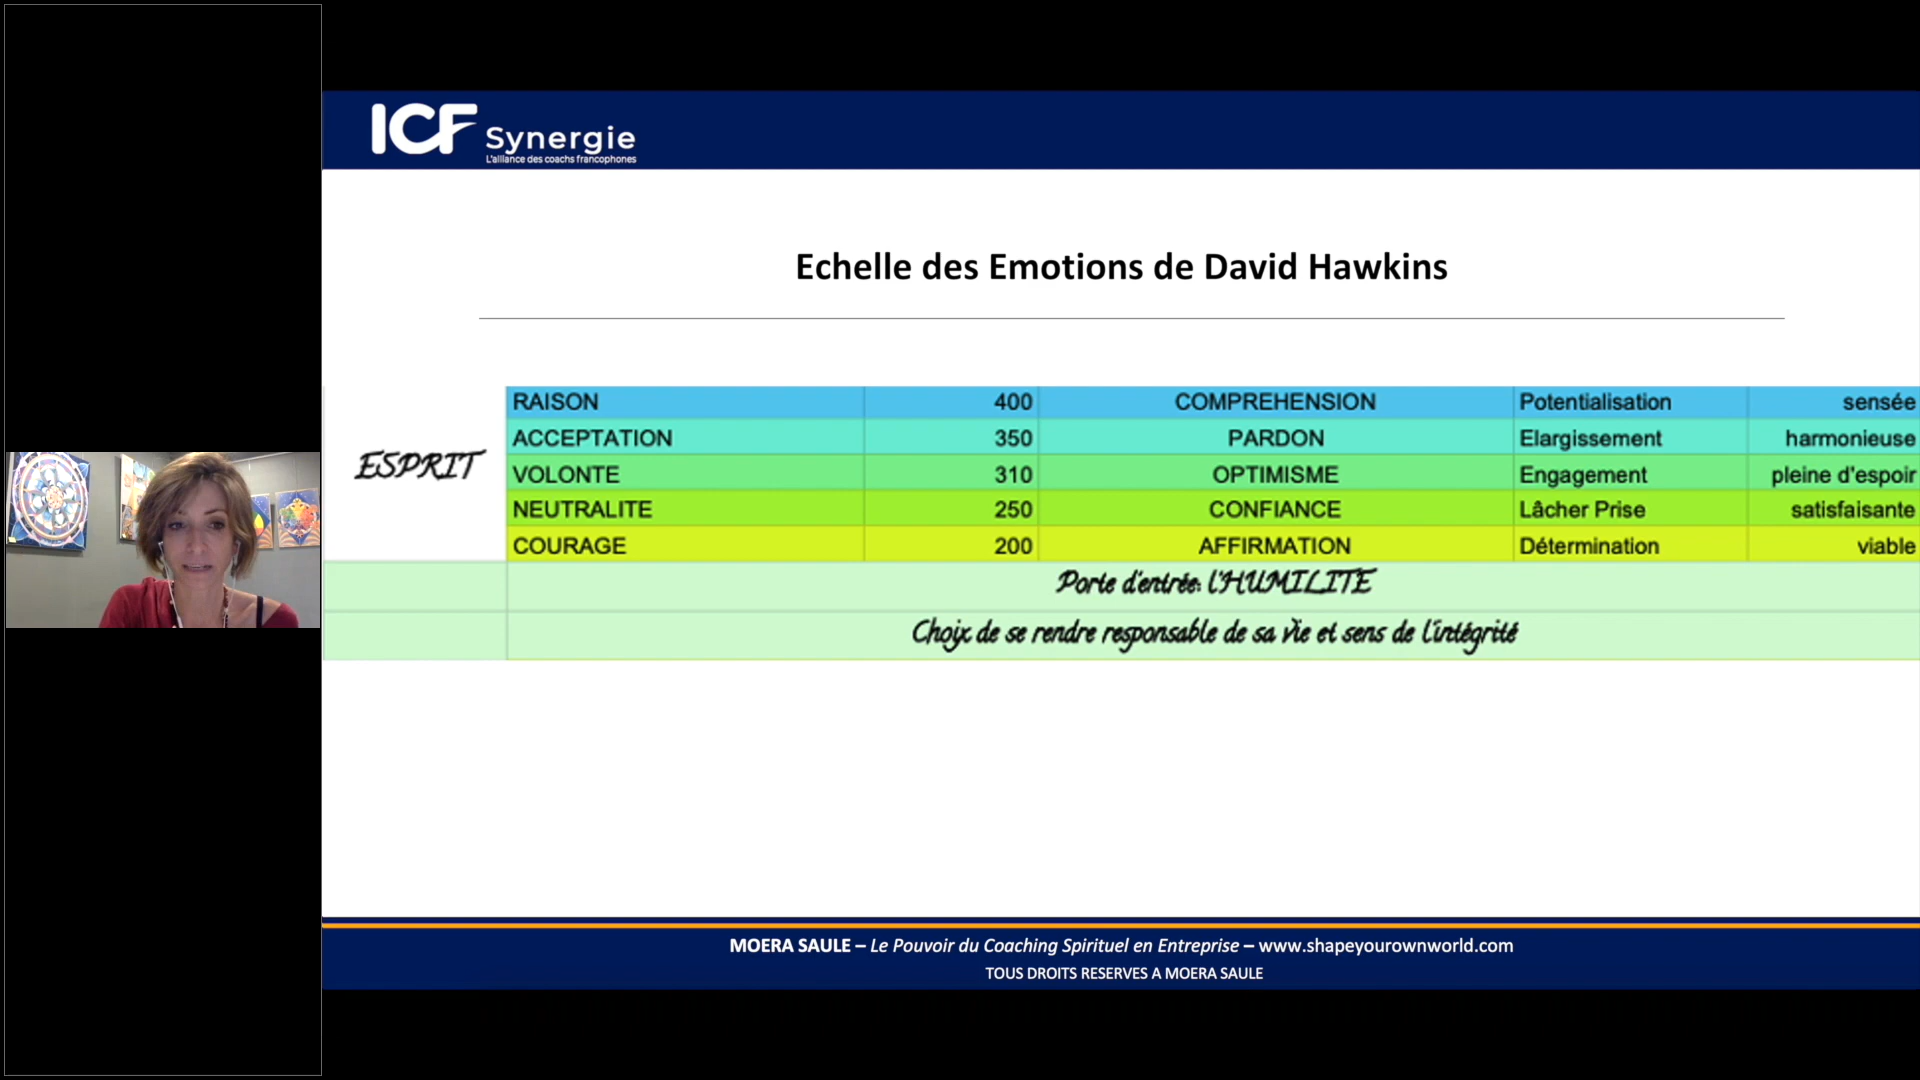 ICF Synergie
L'alliance des coachs francophones
Echelle des Emotions de David Hawkins
ESPRIT
RAISON 400 COMPREHENSION Potentialisation sensée
ACCEPTATION 350 PARDON Elargissement harmonieuse
VOLONTE 310 OPTIMISME Engagement pleine d'espoir
NEUTRALITE 250 CONFIANCE Lâcher Prise satisfaisante
COURAGE 200 AFFIRMATION Détermination viable
Porte d'entrée: l'HUMILITE
Choix de se rendre responsable de sa Vie et sens de l'intégrité
MOERA SAULE – Le Pouvoir du Coaching Spirituel en Entreprise – www.shapeyourownworld.com
TOUS DROITS RESERVES A MOERA SAULE